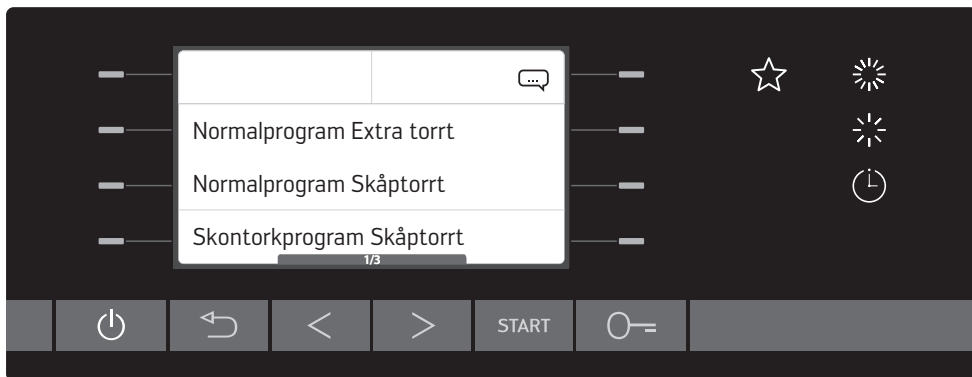 Normalprogram Extra torrt
Normalprogram Skåptorrt
Skontorkprogram Skåptorrt
1/3
START